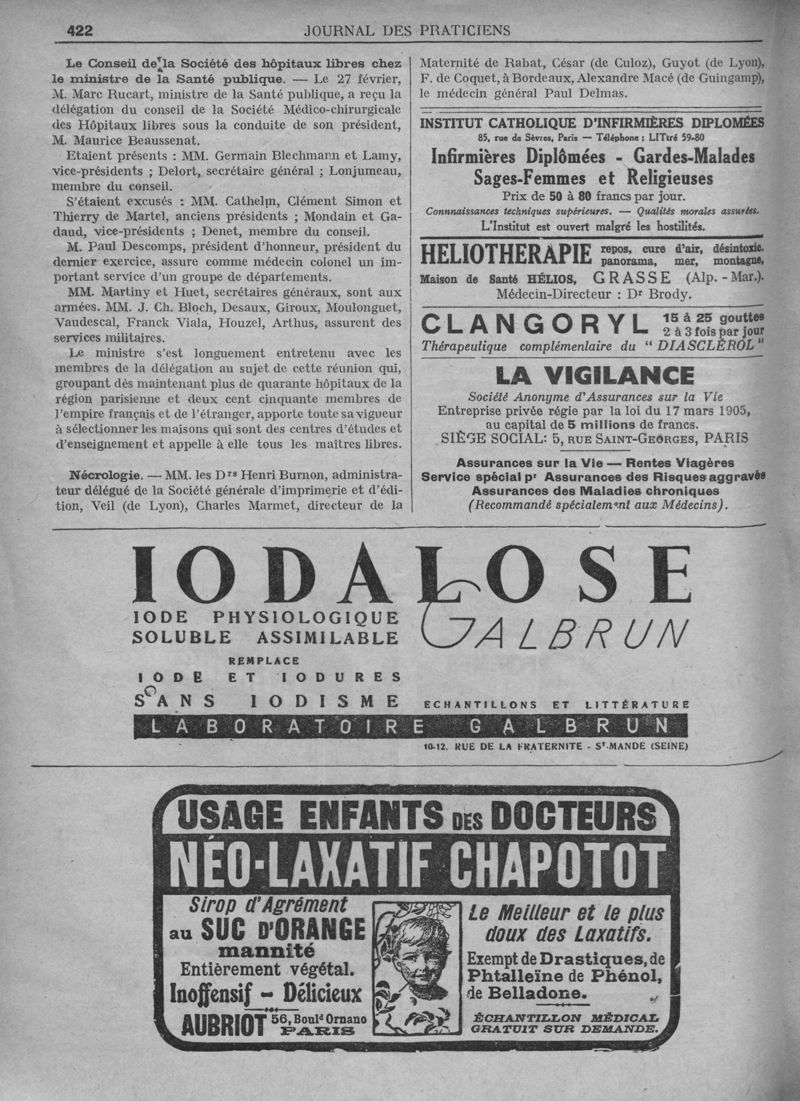 422
JOURNAL DES PRATICIENS
Le Conseil de la Société des hôpitaux libres chez
le ministre de la Santé publique. — Le 27 février,
M. Marc Rucart, ministre de la Santé publique, a reçu la
délégation du conseil de la Société Médico-chirurgicale
des Hôpitaux libres sous la conduite de son président,
M. Maurice Beaussenat.
Etaient présents : MM. Germain Blechmann et Lamy,
vice-présidents ; Delort, secrétaire général ; Lonjumeau,
membre du conseil.
S'étaient excusés : MM. Cathelin, Clément Simon et
Thierry de Martel, anciens présidents ; Mondain et Ga-
daud, vice-présidents ; Denet, membre du conseil.
M. Paul Descomps, président d'honneur, président du
dernier exercice, assure comme médecin colonel un im-
portant service d'un groupe de départements.
MM. Martiny et Huet, secrétaires généraux, sont aux
armées. MM. J. Ch. Bloch, Desaux, Giroux, Moulonguet,
Vaudescal, Franck Viala, Houzel, Arthus, assurent des
services militaires.
Le ministre s'est longuement entretenu avec les
membres de la délégation au sujet de cette réunion qui,
groupant dès maintenant plus de quarante hôpitaux de la
région parisienne et deux cent cinquante membres de
l'empire français et de l'étranger, apporte toute sa vigueur
à sélectionner les maisons qui sont des centres d'études et
d'enseignement et appelle à elle tous les maîtres libres.
Nécrologie. — MM. les Drs Henri Burnon, administra-
teur délégué de la Société générale d'imprimerie et d'édi-
tion, Veil (de Lyon), Charles Marmet, directeur de la
Maternité de Rabat, César (de Culoz), Guyot (de Lyon),
F. de Coquet, à Bordeaux, Alexandre Macé (de Guingamp),
le médecin général Paul Delmas.
INSTITUT CATHOLIQUE D'INFIRMIÈRES DIPLOMÉES
85, rue de Sèvres, Paris — Téléphone : LITtré 59-80
Infirmières Diplômées - Gardes-Malades
Sages-Femmes et Religieuses
Prix de 50 à 80 francs par jour.
Connnaissances techniques supérieures. — Qualités morales assurées.
L'Institut est ouvert malgré les hostilités.
HELIOTHERAPIE repos, cure d'air, désintoxic.
panorama, mer, montagne,
Maison de Santé HÉLIOS, GRASSE (Alp. - Mar.).
Médecin-Directeur : Dr Brody.
CLANGORYL 15 à 25 gouttes
2 à 3 fois par jour
Thérapeutique complémenlaire du " DIASCLÉROL "
LA VIGILANCE
Société Anonyme d'Assurances sur la Vie
Entreprise privée régie par la loi du 17 mars 1905,
au capital de 5 millions de francs.
SIÈGE SOCIAL: 5, RUE SAINT-GEORGES, PARIS
Assurances sur la Vie — Rentes Viagères
Service spécial pr Assurances des Risques aggravés
Assurances des Maladies chroniques
(Recommandé spécialement aux Médecins).
IODALOSE
GALBRUN
IODE PHYSIOLOGIQUE
SOLUBLE ASSIMILABLE
REMPLACE
IODE ET IODURES
SANS IODISME
ECHANTILLONS ET LITTÉRATURE
LABORATOIRE GALBRUN
10-12. RUE DE LA FRATERNITE - ST-MANDE (SEINE)
USAGE ENFANTS DES DOCTEURS
NÉO-LAXATIF CHAPOTOT
Sirop d'Agrément
au SUC D'ORANGE
mannité
Entièrement végétal.
Inoffensif - Délicieux
AUBRIOT 56, Bould Ornano
PARIS
Le Meilleur et le plus
doux des Laxatifs.
Exempt de Drastiques, de
Phtalleïne de Phénol,
de Belladone.
ÉCHANTILLON MÉDICAL
GRATUIT SUR DEMANDE.